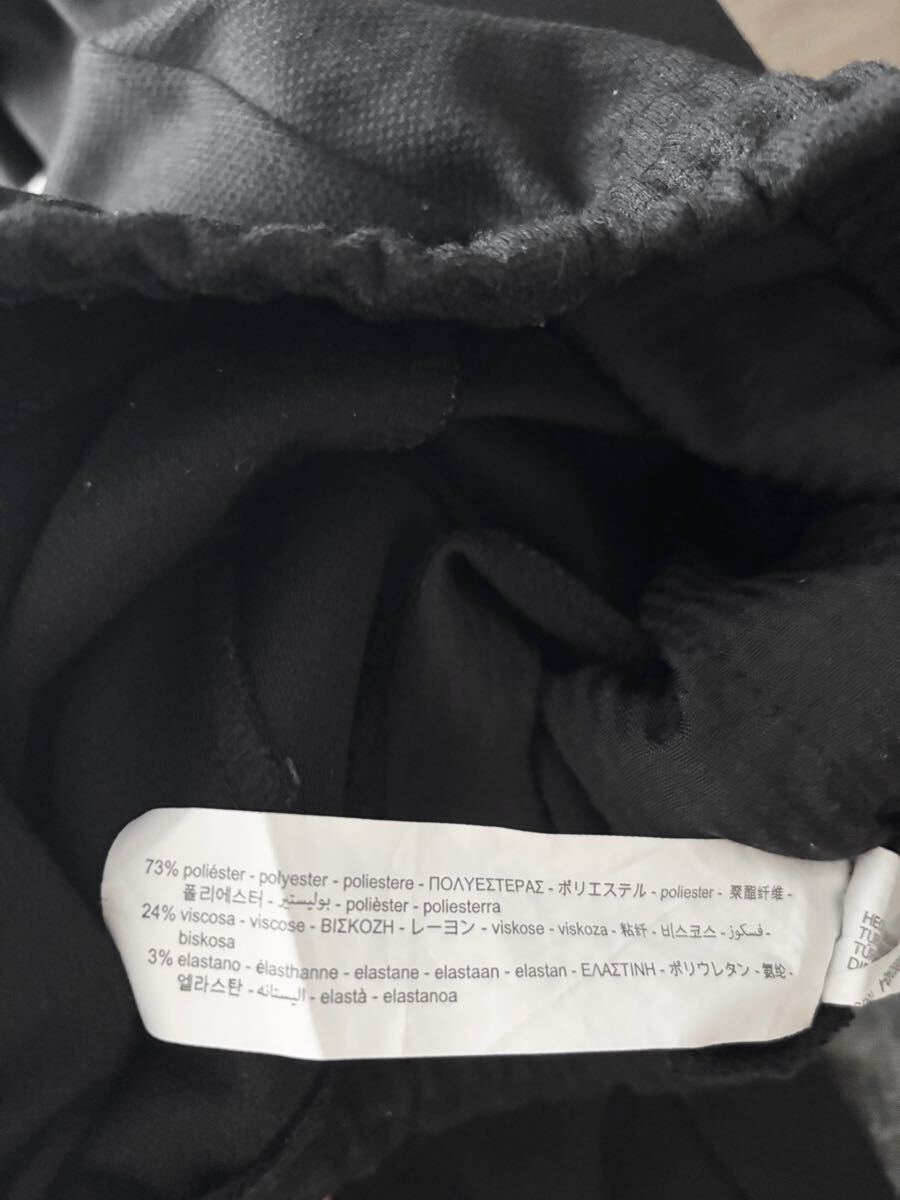 73% poliéster - polyester - poliestere - ΠΟΛΥΕΣΤΕΡΑΣ - ポリエステル - poliester - 聚酯纤维 -
폴리에스터 - بوليستير - polièster - poliesterra
24% viscosa - viscose - ΒΙΣΚΟΖΗ - レーヨン - viskose - viskoza - 粘纤 - 비스코스 - فسكوز -
biskosa
3% elastano - élasthanne - elastane - elastaan - elastan - ΕΛΑΣΤΙΝΗ - ポリウレタン - 氨纶 -
엘라스탄 - اليستانه - elastà - elastanoa